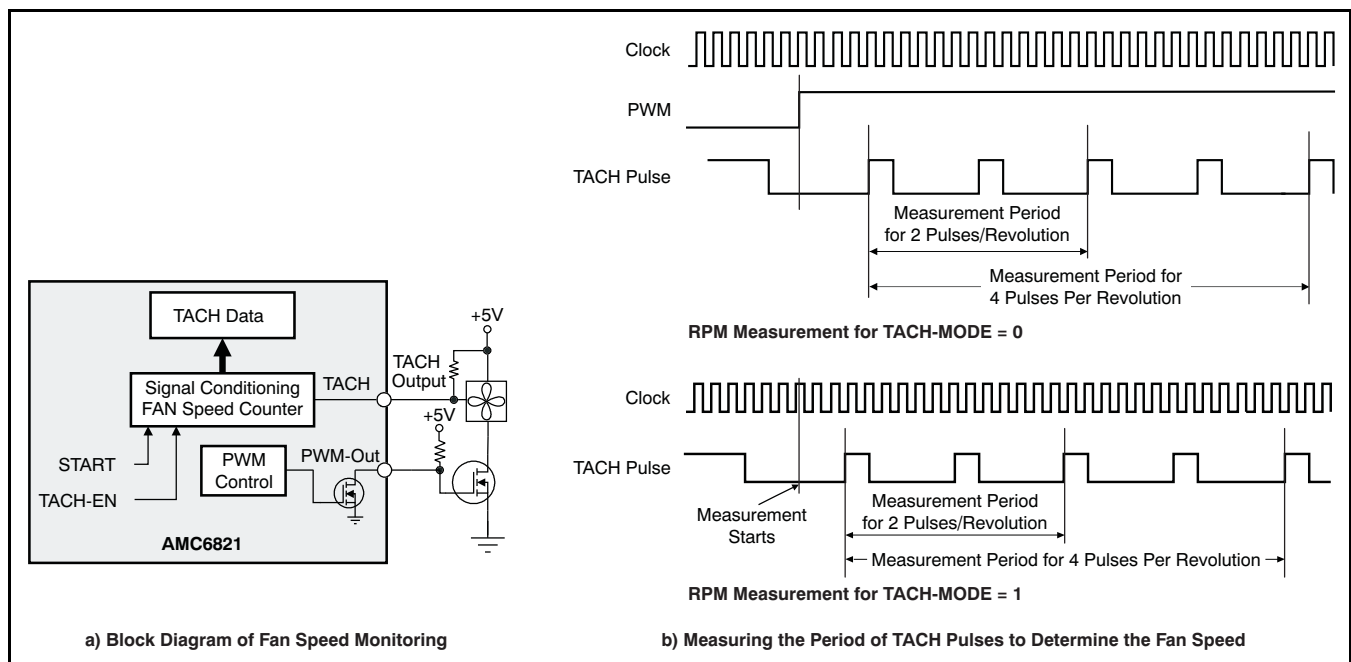 TACH Data
Signal Conditioning
FAN Speed Counter
TACH
TACH
Output
+5V
+5V
START
TACH-EN
PWM
Control
PWM-Out
AMC6821
a) Block Diagram of Fan Speed Monitoring
Clock
PWM
TACH Pulse
Measurement Period
for 2 Pulses/Revolution
Measurement Period for
4 Pulses Per Revolution
RPM Measurement for TACH-MODE = 0
Clock
TACH Pulse
Measurement
Starts
Measurement Period
for 2 Pulses/Revolution
Measurement Period for 4 Pulses Per Revolution
RPM Measurement for TACH-MODE = 1
b) Measuring the Period of TACH Pulses to Determine the Fan Speed